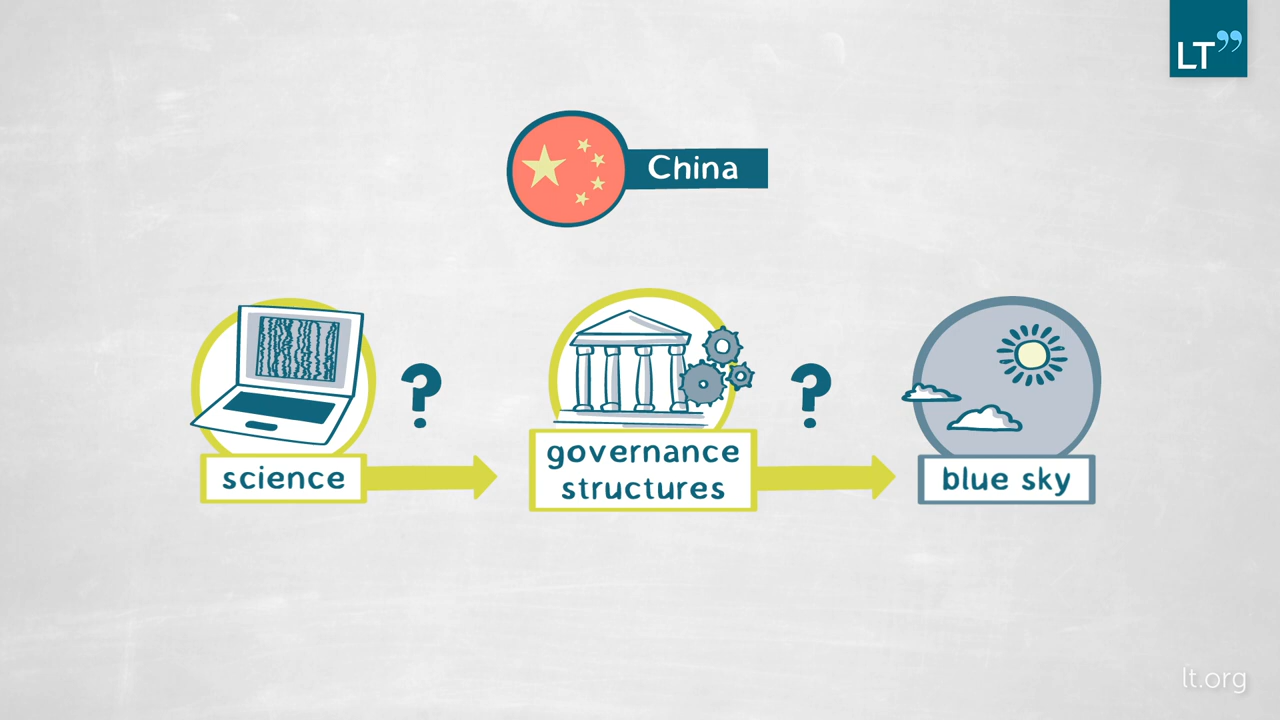 LT”
China
?
?
science
governance
structures
blue sky
lt.org